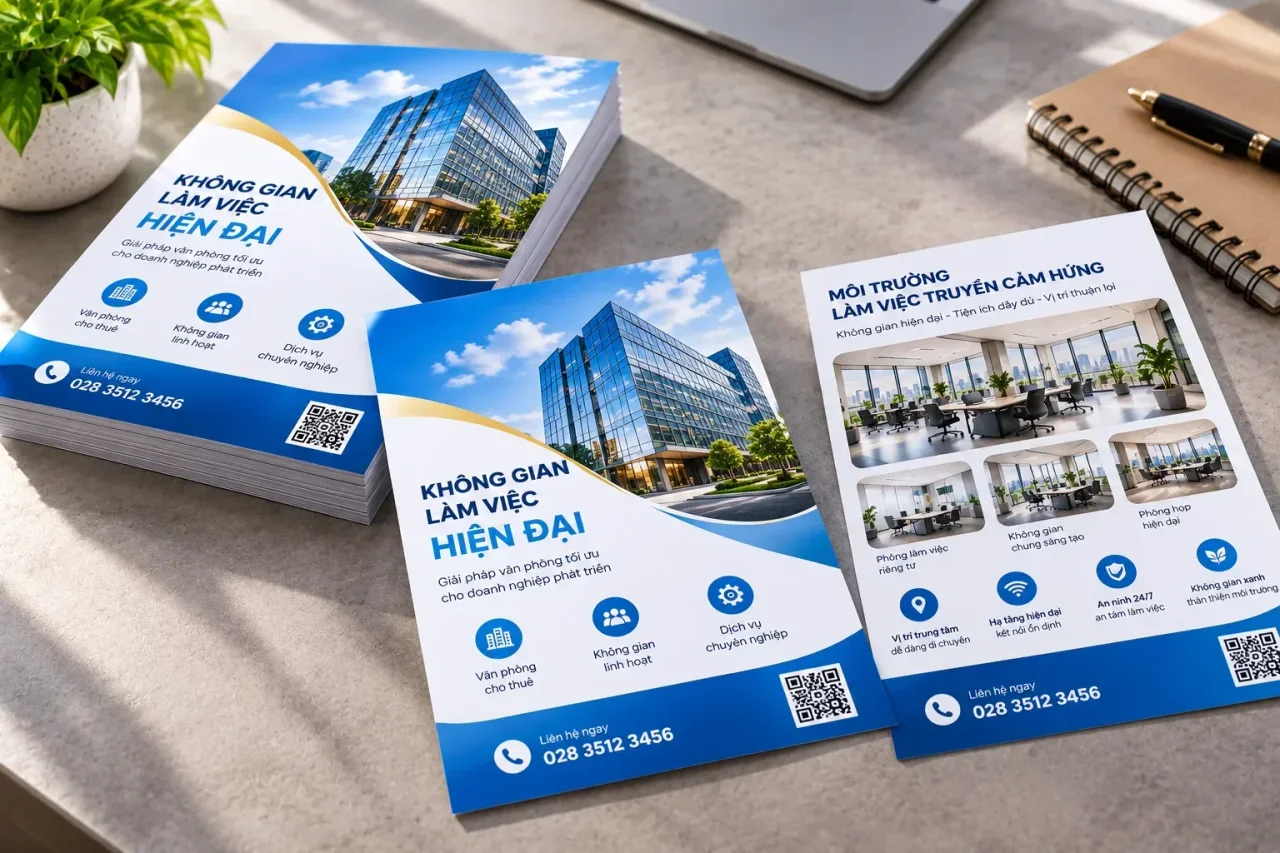 KHÔNG GIAN
LÀM VIỆC
HIỆN ĐẠI
Giải pháp văn phòng tối ưu
cho doanh nghiệp phát triển
Văn phòng
cho thuê
Không gian
linh hoạt
Dịch vụ
chuyên nghiệp
Liên hệ ngay
028 3512 3456
KHÔNG GIAN
LÀM VIỆC
HIỆN ĐẠI
Giải pháp văn phòng tối ưu
cho doanh nghiệp phát triển
Văn phòng
cho thuê
Không gian
linh hoạt
Dịch vụ
chuyên nghiệp
Liên hệ ngay
028 3512 3456
MÔI TRƯỜNG
LÀM VIỆC TRUYỀN CẢM HỨNG
Không gian hiện đại - Tiện ích đầy đủ - Vị trí thuận lợi
Phòng làm việc
riêng tư
Không gian
chung sáng tạo
Phòng họp
hiện đại
Vị trí trung tâm
dễ dàng di chuyển
Hạ tầng hiện đại
kết nối ổn định
An ninh 24/7
an tâm làm việc
Không gian xanh
thân thiện môi trường
Liên hệ ngay
028 3512 3456